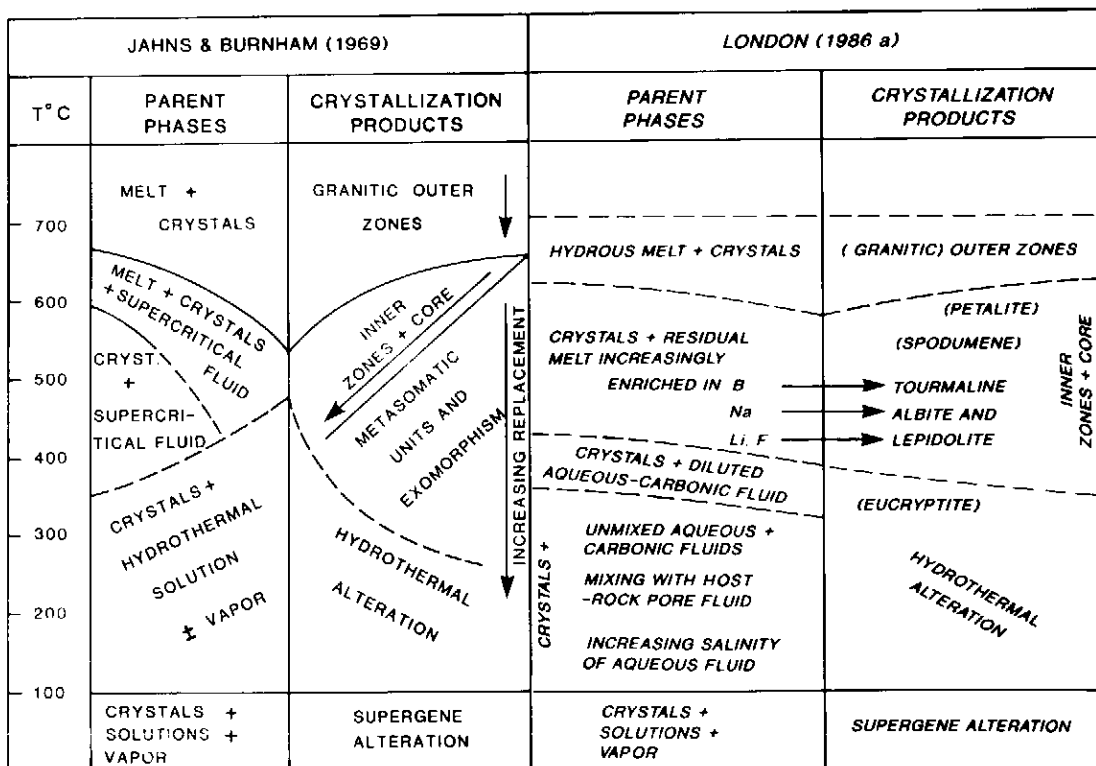 JAHNS & BURNHAM (1969)
LONDON (1986 a)
T°C
PARENT
PHASES
CRYSTALLIZATION
PRODUCTS
PARENT
PHASES
CRYSTALLIZATION
PRODUCTS
700
600
500
400
300
200
100
MELT +
CRYSTALS
MELT + CRYSTALS
+ SUPERCRITICAL
FLUID
CRYST.
+
SUPERCRI-
TICAL FLUID
CRYSTALS +
HYDROTHERMAL
SOLUTION
± VAPOR
CRYSTALS +
SOLUTIONS +
VAPOR
GRANITIC OUTER
ZONES
INNER
ZONES + CORE
METASOMATIC
UNITS AND
EXOMORPHISM
HYDROTHERMAL
ALTERATION
INCREASING REPLACEMENT
SUPERGENE
ALTERATION
HYDROUS MELT + CRYSTALS
CRYSTALS + RESIDUAL
MELT INCREASINGLY
ENRICHED IN B
Na
Li, F
CRYSTALS + DILUTED
AQUEOUS-CARBONIC FLUID
CRYSTALS +
UNMIXED AQUEOUS +
CARBONIC FLUIDS
MIXING WITH HOST
-ROCK PORE FLUID
INCREASING SALINITY
OF AQUEOUS FLUID
CRYSTALS +
SOLUTIONS +
VAPOR
(GRANITIC) OUTER ZONES
(PETALITE)
(SPODUMENE)
TOURMALINE
ALBITE AND
LEPIDOLITE
INNER
ZONES + CORE
(EUCRYPTITE)
HYDROTHERMAL
ALTERATION
SUPERGENE ALTERATION